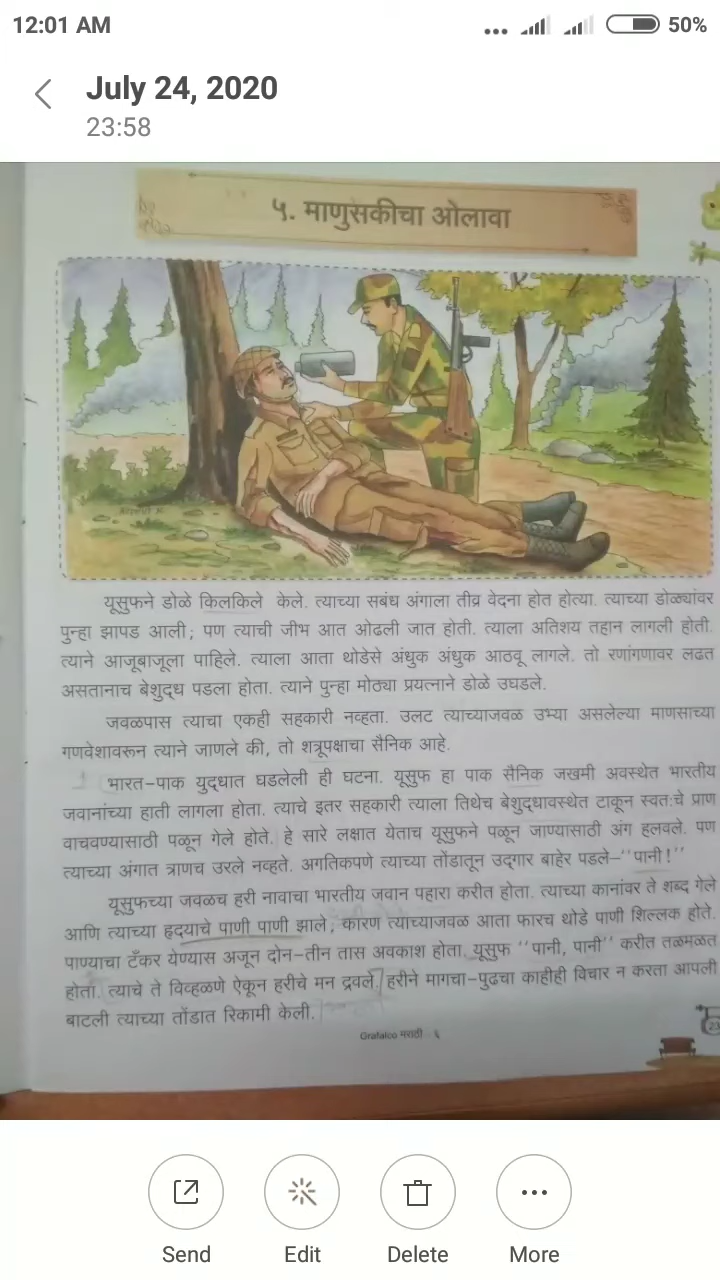 12:01 AM
50%
July 24, 2020
23:58
५. माणुसकीचा ओलावा
यूसुफने डोळे किलकिले केले. त्याच्या सबंध अंगाला तीव्र वेदना होत होत्या. त्याच्या डोळ्यांवर
पुन्हा झापड आली; पण त्याची जीभ आत ओढली जात होती. त्याला अतिशय तहान लागली होती.
त्याने आजूबाजूला पाहिले. त्याला आता थोडेसे अंधुक अंधुक आठवू लागले. तो रणांगणावर लढत
असतानाच बेशुद्ध पडला होता. त्याने पुन्हा मोठ्या प्रयत्नाने डोळे उघडले.
जवळपास त्याचा एकही सहकारी नव्हता. उलट त्याच्याजवळ उभ्या असलेल्या माणसाच्या
गणवेशावरून त्याने जाणले की, तो शत्रूपक्षाचा सैनिक आहे.
भारत-पाक युद्धात घडलेली ही घटना. यूसुफ हा पाक सैनिक जखमी अवस्थेत भारतीय
जवानांच्या हाती लागला होता. त्याचे इतर सहकारी त्याला तिथेच बेशुद्धावस्थेत टाकून स्वतःचे प्राण
वाचवण्यासाठी पळून गेले होते. हे सारे लक्षात येताच यूसुफने पळून जाण्यासाठी अंग हलवले. पण
त्याच्या अंगात त्राणच उरले नव्हते. अगतिकपणे त्याच्या तोंडातून उद्‌गार बाहेर पडले-"पानी!"
यूसुफच्या जवळच हरी नावाचा भारतीय जवान पहारा करीत होता. त्याच्या कानांवर ते शब्द गेले
आणि त्याच्या हृदयाचे पाणी पाणी झाले, कारण त्याच्याजवळ आता फारच थोडे पाणी शिल्लक होते.
पाण्याचा टँकर येण्यास अजून दोन-तीन तास अवकाश होता. यूसुफ "पानी, पानी" करीत तळमळत
होता. त्याचे ते विव्हळणे ऐकून हरीचे मन द्रवले. हरीने मागचा-पुढचा काहीही विचार न करता आपली
बाटली त्याच्या तोंडात रिकामी केली.
Grafalco मराठी - ६
Send
Edit
Delete
More